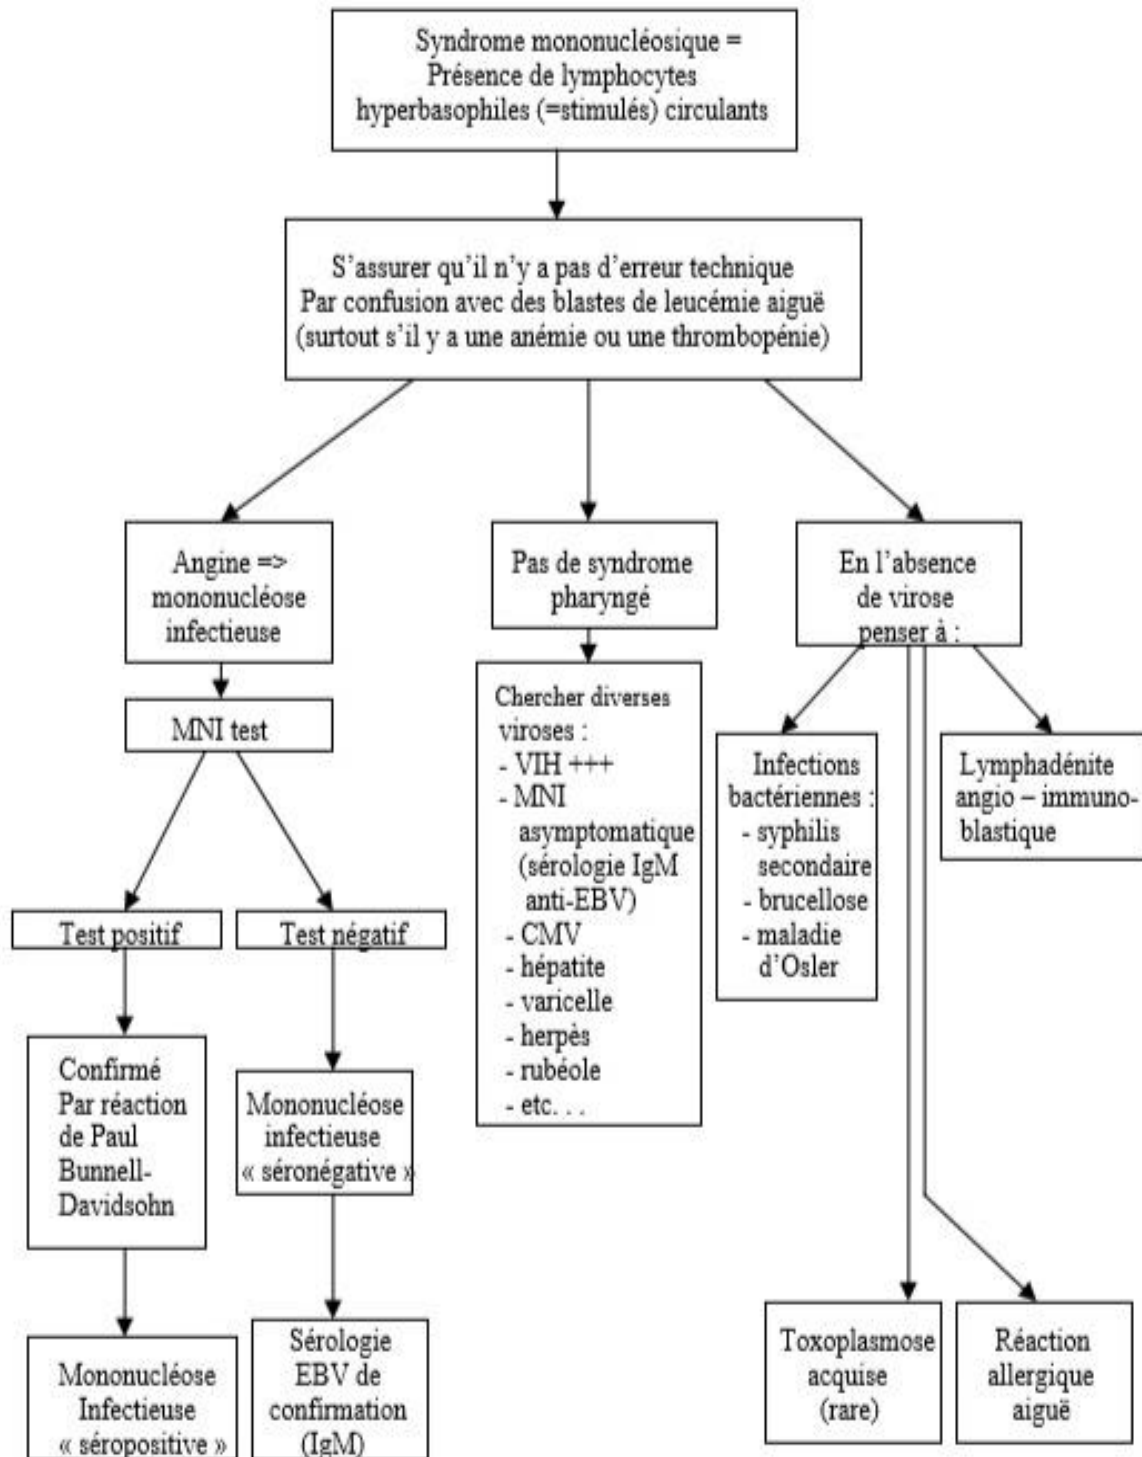 Syndrome mononucléosique =
Présence de lymphocytes
hyperbasophiles (=stimulés) circulants
S'assurer qu'il n'y a pas d'erreur technique
Par confusion avec des blastes de leucémie aiguë
(surtout s'il y a une anémie ou une thrombopénie)
Angine =>
mononucléose
infectieuse
MNI test
Test positif
Test négatif
Confirmé
Par réaction
de Paul
Bunnell-
Davidsohn
Mononucléose
Infectieuse
« séropositive »
Mononucléose
infectieuse
« séronégative »
Sérologie
EBV de
confirmation
(IgM)
Pas de syndrome
pharyngé
Chercher diverses
viroses :
- VIH +++
- MNI
asymptomatique
(sérologie IgM
anti-EBV)
- CMV
- hépatite
- varicelle
- herpès
- rubéole
- etc. . .
En l'absence
de virose
penser à :
Infections
bactériennes :
- syphilis
secondaire
- brucellose
- maladie
d'Osler
Lymphadénite
angio – immuno-
blastique
Toxoplasmose
acquise
(rare)
Réaction
allergique
aiguë